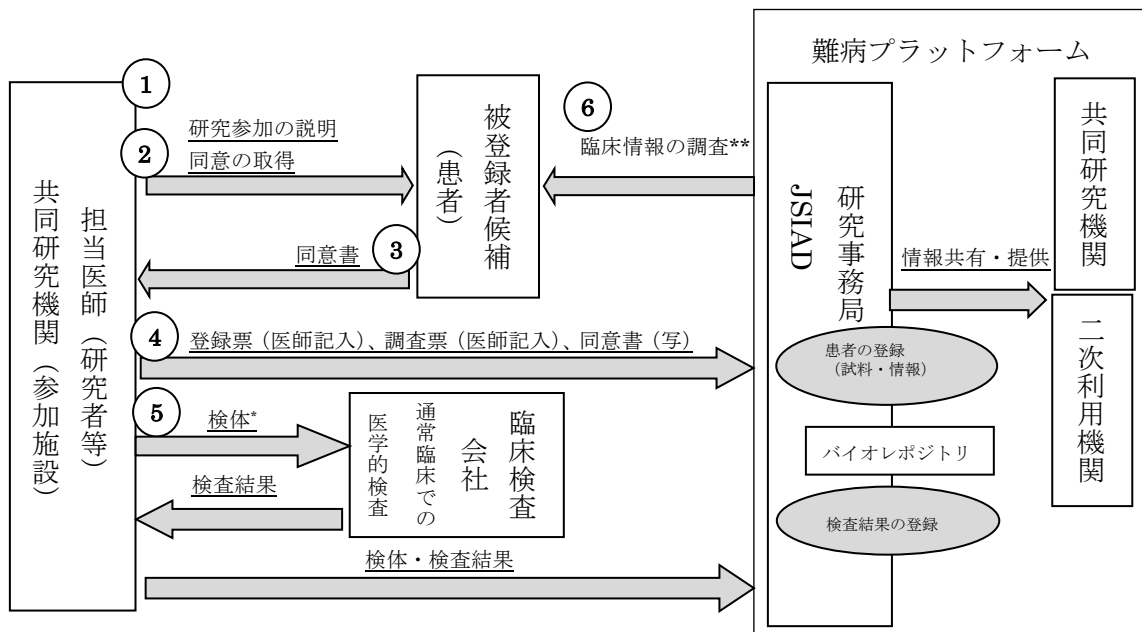 難病プラットフォーム
①
②
研究参加の説明
同意の取得
共同研究機関（参加施設）
担当医師（研究者等）
被登録者候補
（患者）
⑥
臨床情報の調査**
③
同意書
研究事務局
JSIAD
情報共有・提供
共同研究機関
二次利用機関
④
登録票（医師記入）、調査票（医師記入）、同意書（写）
患者の登録
（試料・情報）
⑤
検体*
臨床検査
会社
通常臨床での
医学的検査
検査結果
バイオレポジトリ
検査結果の登録
検体・検査結果